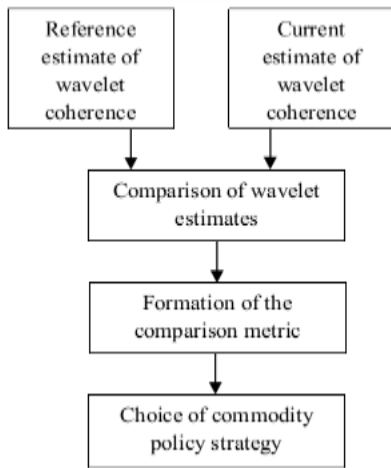 Reference
estimate of
wavelet
coherence
Current
estimate of
wavelet
coherence
Comparison of wavelet
estimates
Formation of the
comparison metric
Choice of commodity
policy strategy